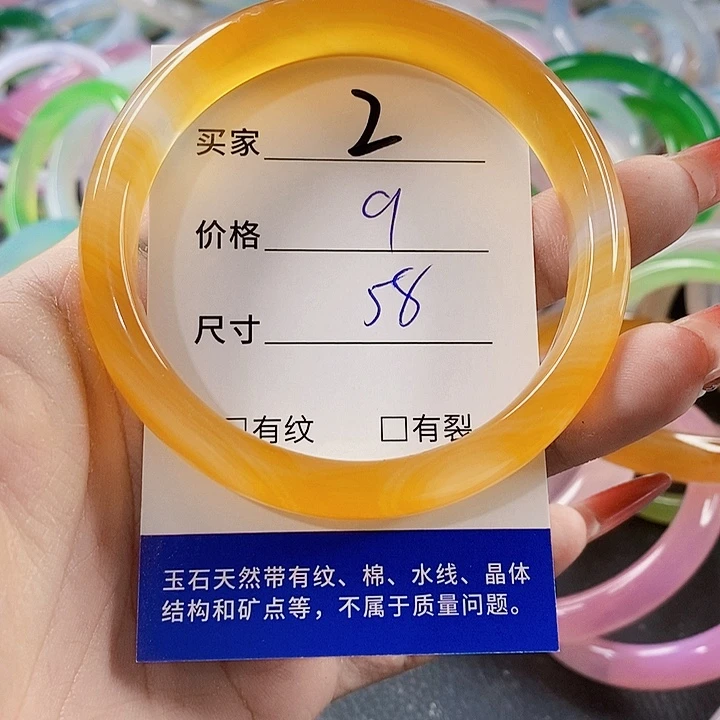 买家 2
价格 9
尺寸 58
□有纹 □有裂
玉石天然带有纹、棉、水线、晶体
结构和矿点等，不属于质量问题。